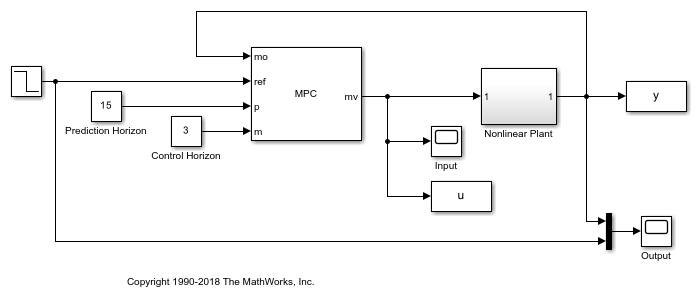 mo
ref
p
m
MPC
mv
15
Prediction Horizon
3
Control Horizon
1 1
Nonlinear Plant
y
Input
u
Output
Copyright 1990-2018 The MathWorks, Inc.